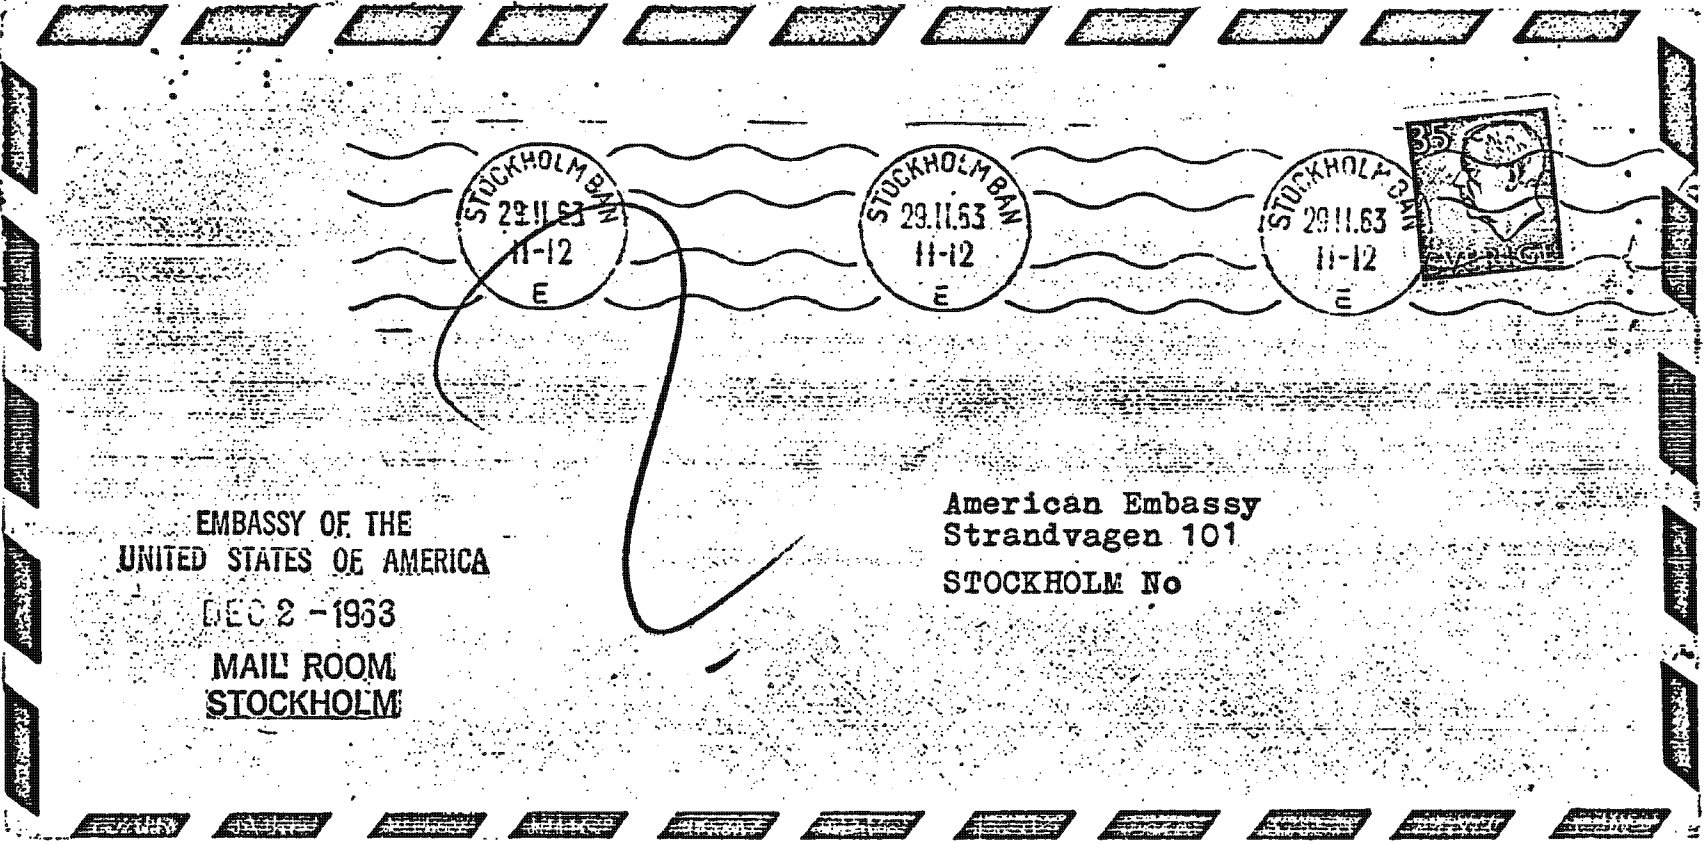 STOCKHOLM BAN
29.11.63
11-12
E
STOCKHOLM BAN
29.11.63
11-12
E
STOCKHOLM BAN
29.11.63
11-12
E
35
SVERIGE
American Embassy
Strandvagen 101
STOCKHOLM No
EMBASSY OF THE
UNITED STATES OF AMERICA
DEC 2 - 1963
MAIL ROOM
STOCKHOLM